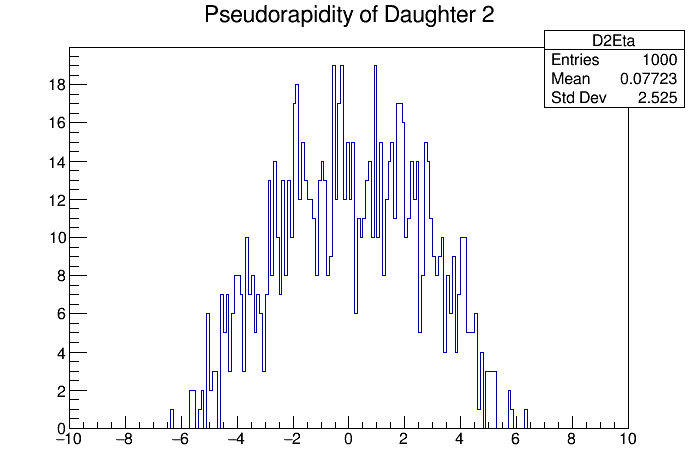 Pseudorapidity of Daughter 2
D2Eta
Entries 1000
Mean 0.07723
Std Dev 2.525
18
16
14
12
10
8
6
4
2
0
−10 −8 −6 −4 −2 0 2 4 6 8 10